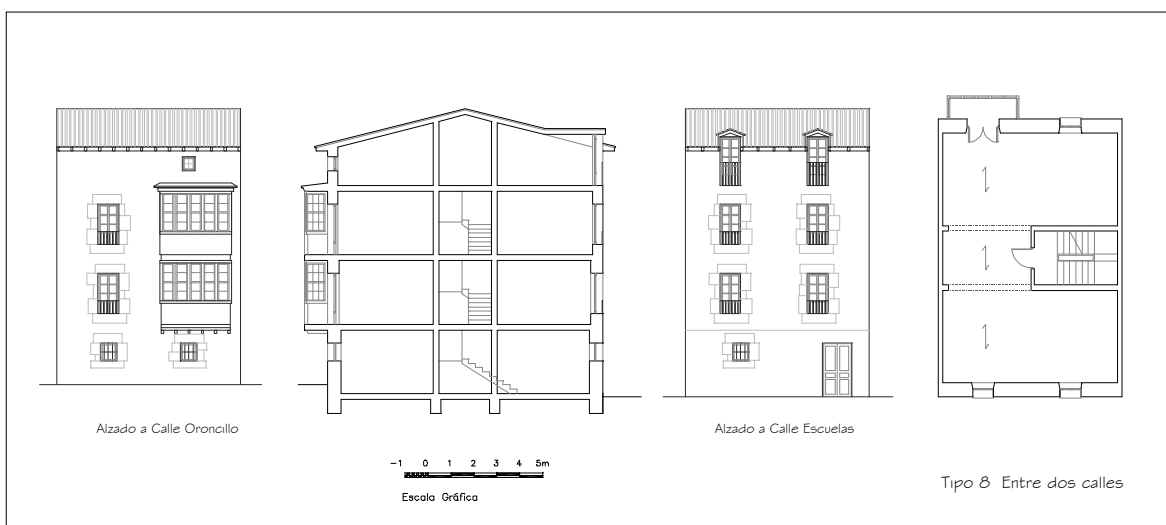 Alzado a Calle Oroncillo
Alzado a Calle Escuelas
-1 0 1 2 3 4 5m
Escala Gráfica
Tipo 8 Entre dos calles